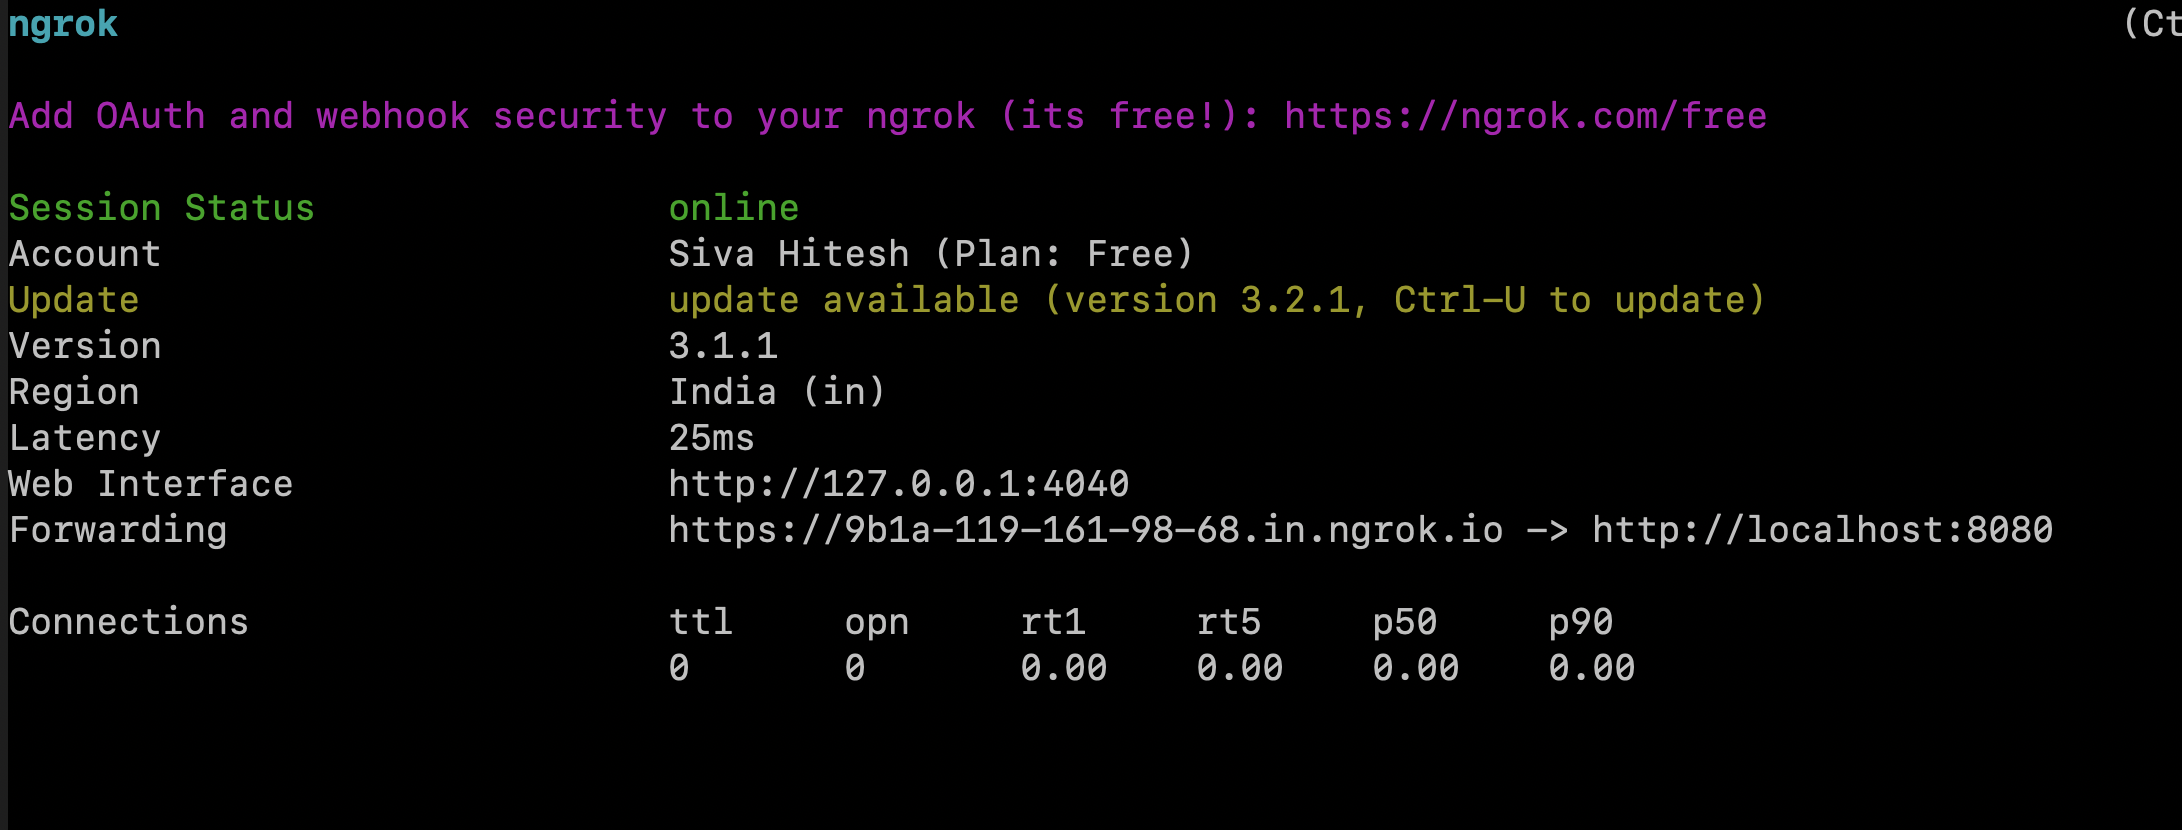 ngrok (Ct
Add OAuth and webhook security to your ngrok (its free!): https://ngrok.com/free
Session Status online
Account Siva Hitesh (Plan: Free)
Update update available (version 3.2.1, Ctrl-U to update)
Version 3.1.1
Region India (in)
Latency 25ms
Web Interface http://127.0.0.1:4040
Forwarding https://9b1a-119-161-98-68.in.ngrok.io -> http://localhost:8080
Connections ttl opn rt1 rt5 p50 p90
0 0 0.00 0.00 0.00 0.00